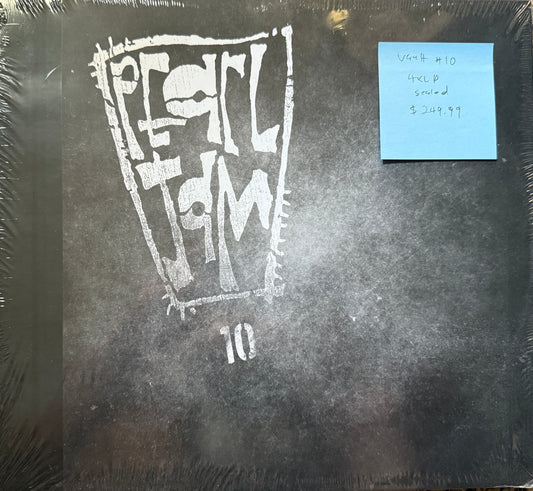 PEARL
JAM
10
Vault #10
4xLP
sealed
$249.99